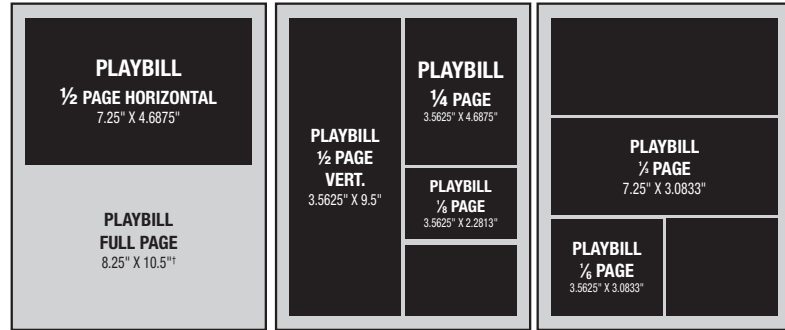 PLAYBILL
½ PAGE HORIZONTAL
7.25" X 4.6875"
PLAYBILL
FULL PAGE
8.25" X 10.5"†
PLAYBILL
½ PAGE
VERT.
3.5625" X 9.5"
PLAYBILL
¼ PAGE
3.5625" X 4.6875"
PLAYBILL
⅛ PAGE
3.5625" X 2.2813"
PLAYBILL
⅓ PAGE
7.25" X 3.0833"
PLAYBILL
⅙ PAGE
3.5625" X 3.0833"